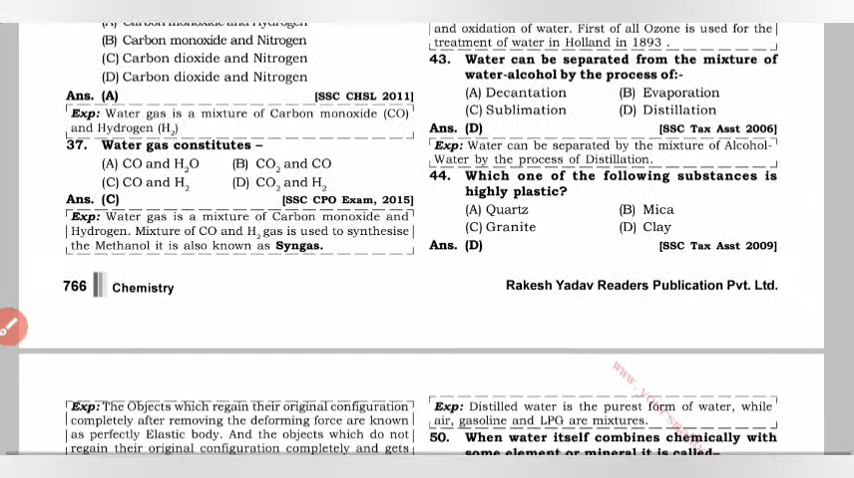 (A) Carbon monoxide and Hydrogen
(B) Carbon monoxide and Nitrogen
(C) Carbon dioxide and Nitrogen
(D) Carbon dioxide and Nitrogen
Ans. (A) [SSC CHSL 2011]
Exp: Water gas is a mixture of Carbon monoxide (CO)
and Hydrogen (H₂)
37. Water gas constitutes –
(A) CO and H₂O (B) CO₂ and CO
(C) CO and H₂ (D) CO₂ and H₂
Ans. (C) [SSC CPO Exam, 2015]
Exp: Water gas is a mixture of Carbon monoxide and
Hydrogen. Mixture of CO and H₂ gas is used to synthesise
the Methanol it is also known as Syngas.
and oxidation of water. First of all Ozone is used for the
treatment of water in Holland in 1893 .
43. Water can be separated from the mixture of
water-alcohol by the process of:-
(A) Decantation (B) Evaporation
(C) Sublimation (D) Distillation
Ans. (D) [SSC Tax Asst 2006]
Exp: Water can be separated by the mixture of Alcohol-
Water by the process of Distillation.
44. Which one of the following substances is
highly plastic?
(A) Quartz (B) Mica
(C) Granite (D) Clay
Ans. (D) [SSC Tax Asst 2009]
766 Chemistry
Rakesh Yadav Readers Publication Pvt. Ltd.
Exp: The Objects which regain their original configuration
completely after removing the deforming force are known
as perfectly Elastic body. And the objects which do not
regain their original configuration completely and gets
Exp: Distilled water is the purest form of water, while
air, gasoline and LPG are mixtures.
50. When water itself combines chemically with
some element or mineral it is called–